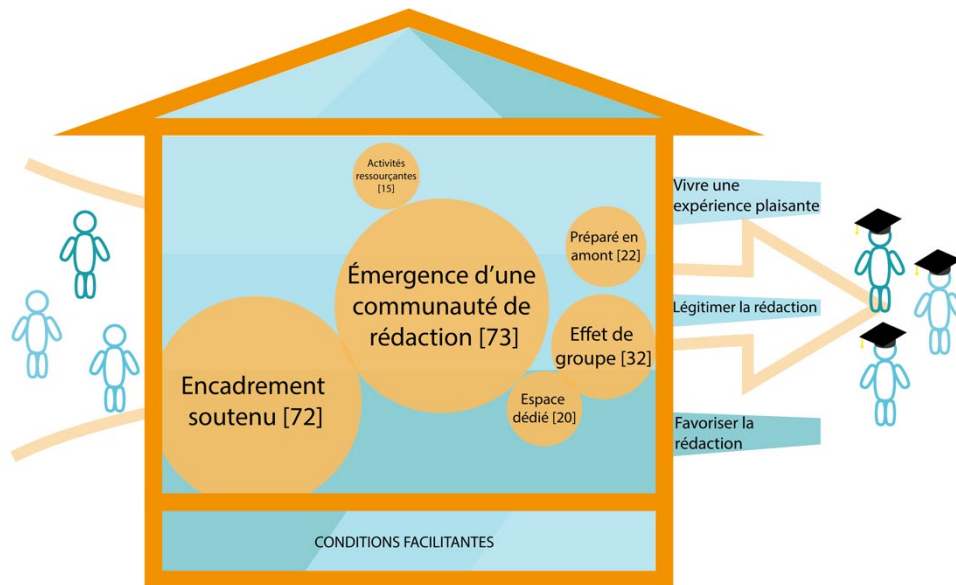 Activités
ressourçantes
[15]
Émergence d'une
communauté de
rédaction [73]
Préparé en
amont [22]
Effet de
groupe [32]
Espace
dédié [20]
Encadrement
soutenu [72]
Vivre une
expérience plaisante
Légitimer la rédaction
Favoriser la
rédaction
CONDITIONS FACILITANTES